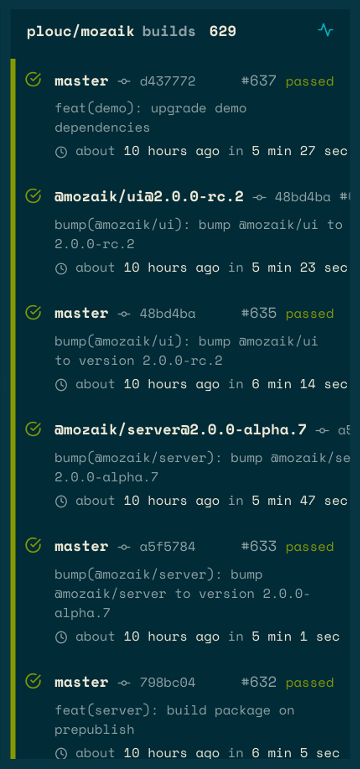 plouc/mozaik builds 629
master d437772 #637 passed
feat(demo): upgrade demo
dependencies
about 10 hours ago in 5 min 27 sec
@mozaik/ui@2.0.0-rc.2 48bd4ba
bump(@mozaik/ui): bump @mozaik/ui to
2.0.0-rc.2
about 10 hours ago in 5 min 23 sec
master 48bd4ba #635 passed
bump(@mozaik/ui): bump @mozaik/ui
to version 2.0.0-rc.2
about 10 hours ago in 6 min 14 sec
@mozaik/server@2.0.0-alpha.7
bump(@mozaik/server): bump @mozaik/se
2.0.0-alpha.7
about 10 hours ago in 5 min 47 sec
master a5f5784 #633 passed
bump(@mozaik/server): bump
@mozaik/server to version 2.0.0-
alpha.7
about 10 hours ago in 5 min 1 sec
master 798bc04 #632 passed
feat(server): build package on
prepublish
about 10 hours ago in 6 min 5 sec